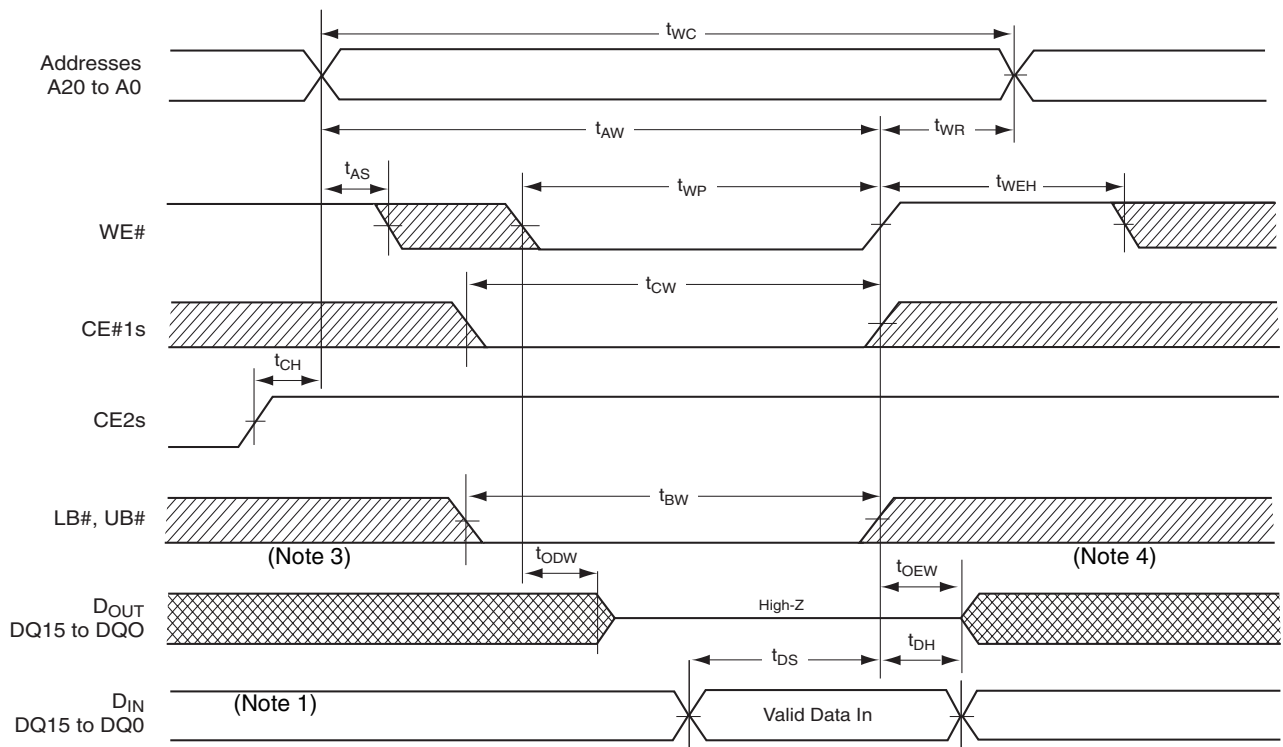 tWC
Addresses
A20 to A0
tAW
tWR
tAS
tWP
tWEH
WE#
tCW
CE#1s
tCH
CE2s
tBW
LB#, UB#
(Note 3)
(Note 4)
tODW
tOEW
DOUT
DQ15 to DQO
High-Z
tDS
tDH
DIN
DQ15 to DQ0
(Note 1)
Valid Data In